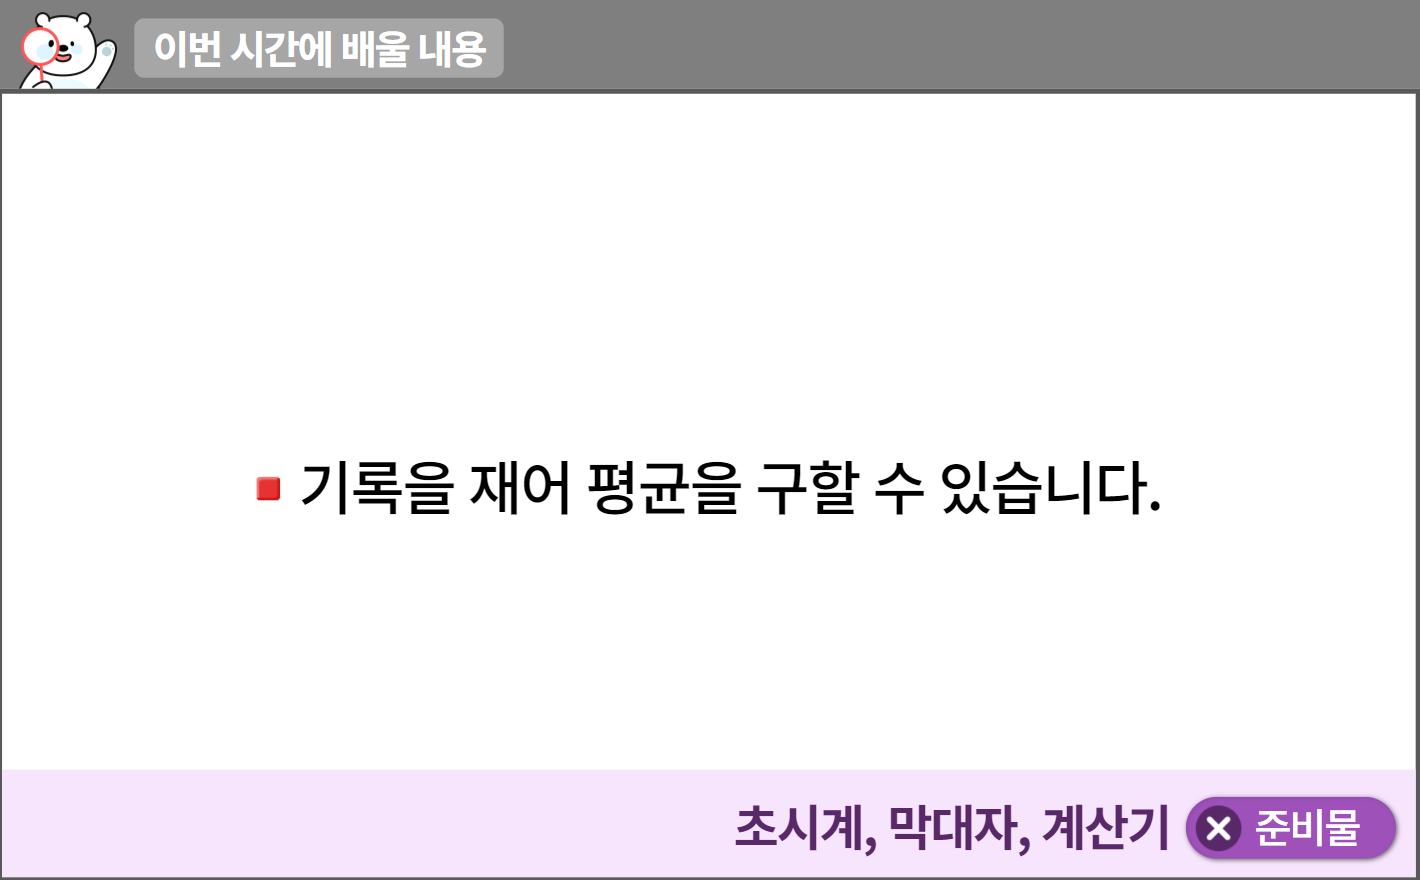 이번 시간에 배울 내용
기록을 재어 평균을 구할 수 있습니다.
초시계, 막대자, 계산기
준비물